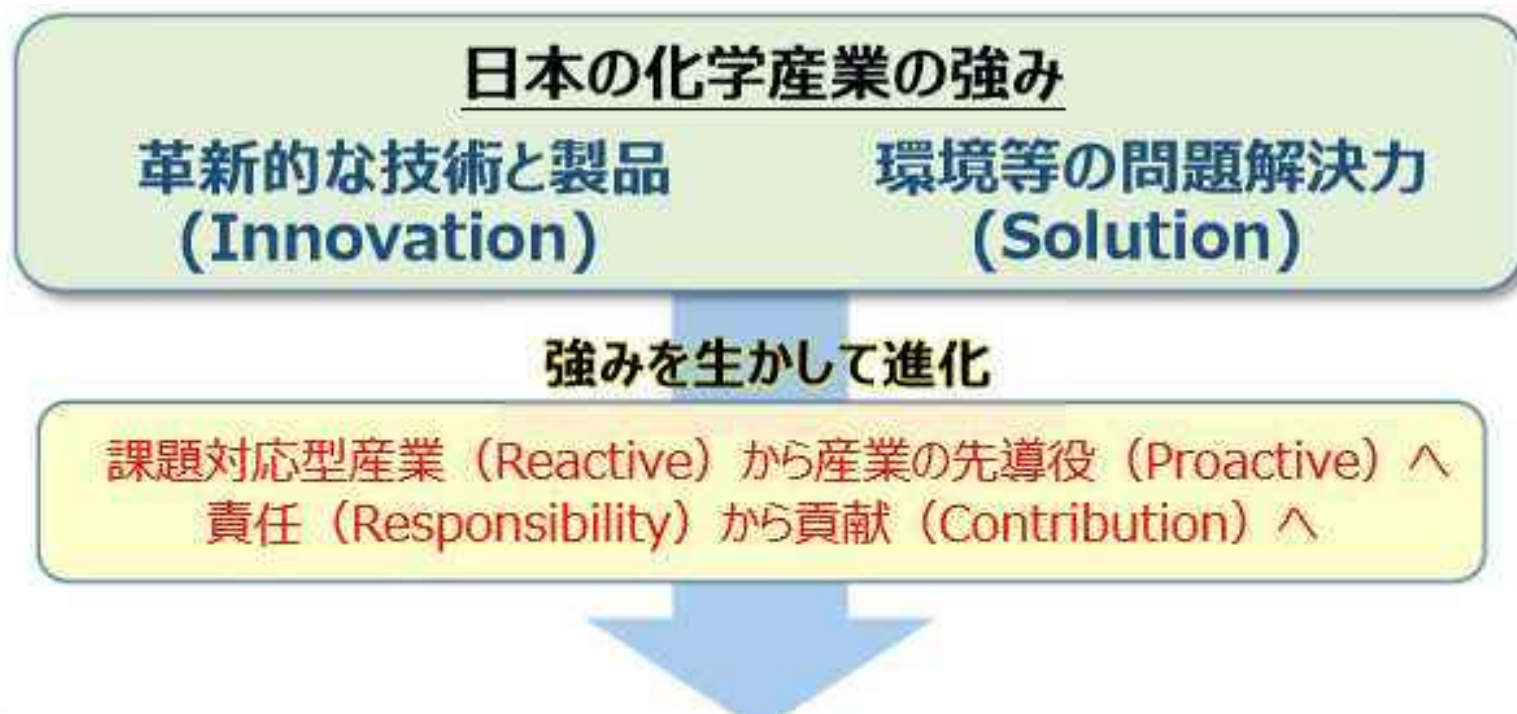 日本の化学産業の強み
革新的な技術と製品
(Innovation)
環境等の問題解決力
(Solution)
強みを生かして進化
課題対応型産業（Reactive）から産業の先導役（Proactive）へ
責任（Responsibility）から貢献（Contribution）へ